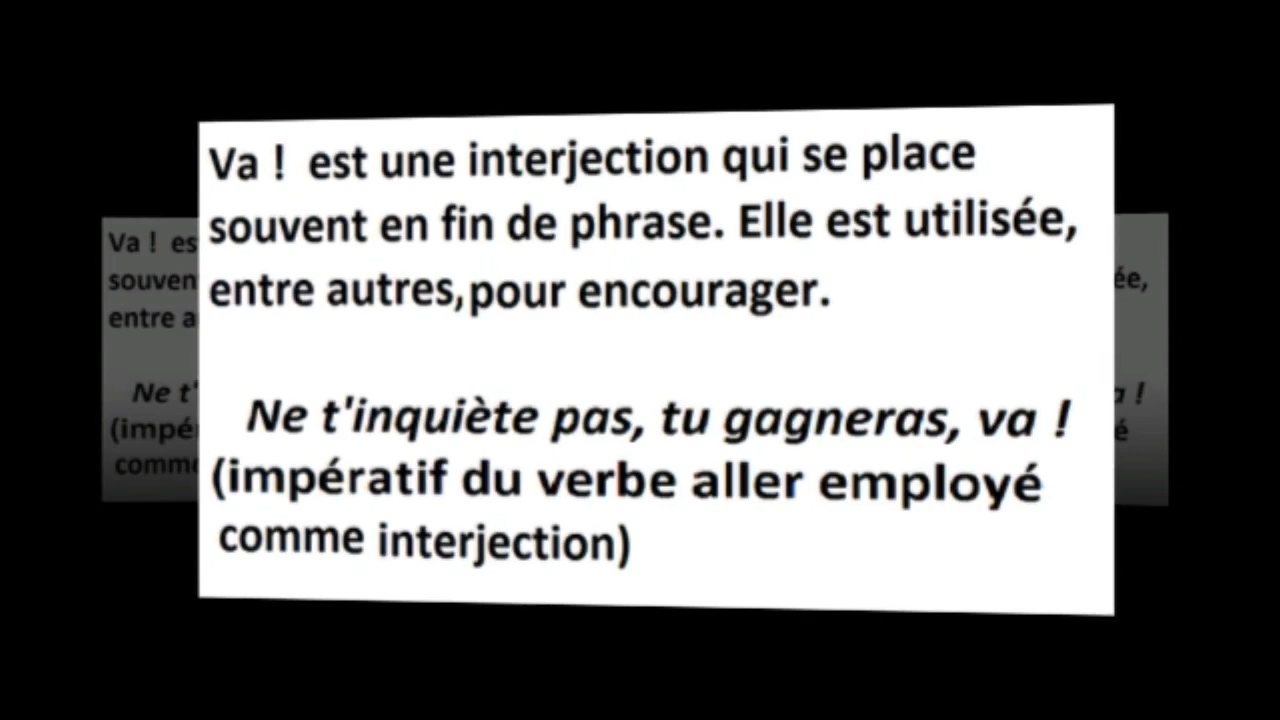 Va ! est une interjection qui se place
souvent en fin de phrase. Elle est utilisée,
entre autres,pour encourager.
Ne t'inquiète pas, tu gagneras, va !
(impératif du verbe aller employé
comme interjection)